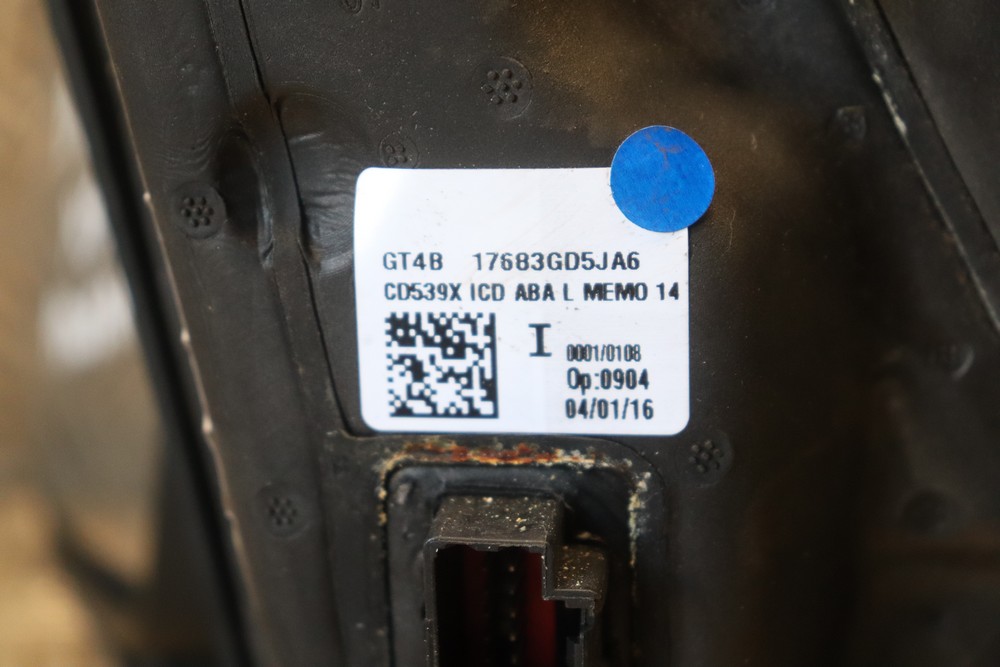 GT4B 17683GD5JA6
CD539X ICD ABA L MEMO 14
I
0001/0108
Op:0904
04/01/16